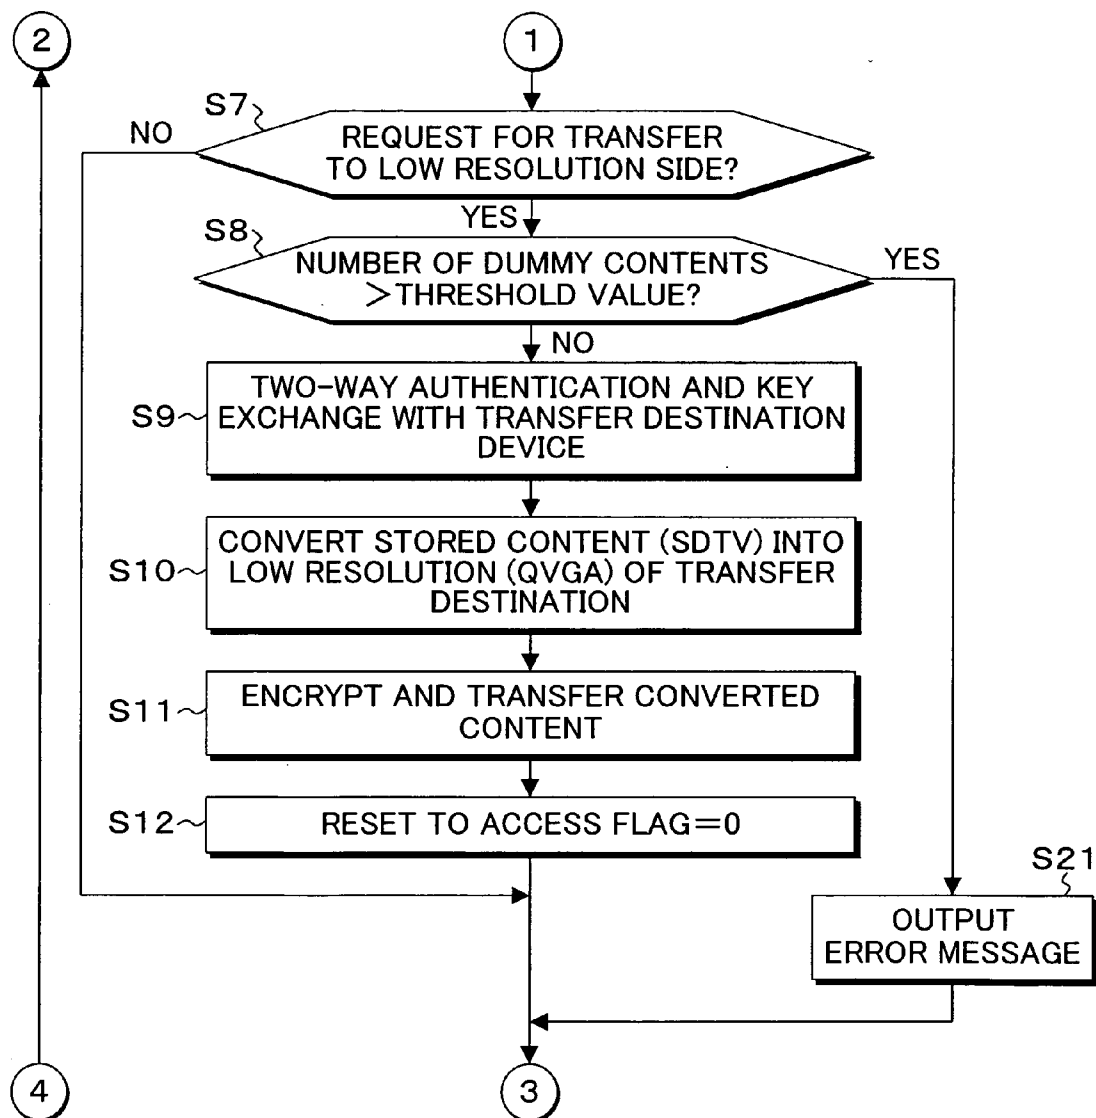 2
1
S7
NO
REQUEST FOR TRANSFER
TO LOW RESOLUTION SIDE?
YES
S8
NUMBER OF DUMMY CONTENTS
>THRESHOLD VALUE?
YES
NO
S9
TWO-WAY AUTHENTICATION AND KEY
EXCHANGE WITH TRANSFER DESTINATION
DEVICE
S10
CONVERT STORED CONTENT (SDTV) INTO
LOW RESOLUTION (QVGA) OF TRANSFER
DESTINATION
S11
ENCRYPT AND TRANSFER CONVERTED
CONTENT
S12
RESET TO ACCESS FLAG=0
S21
OUTPUT
ERROR MESSAGE
4
3